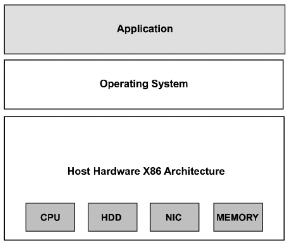 Application
Operating System
Host Hardware X86 Architecture
CPU HDD NIC MEMORY